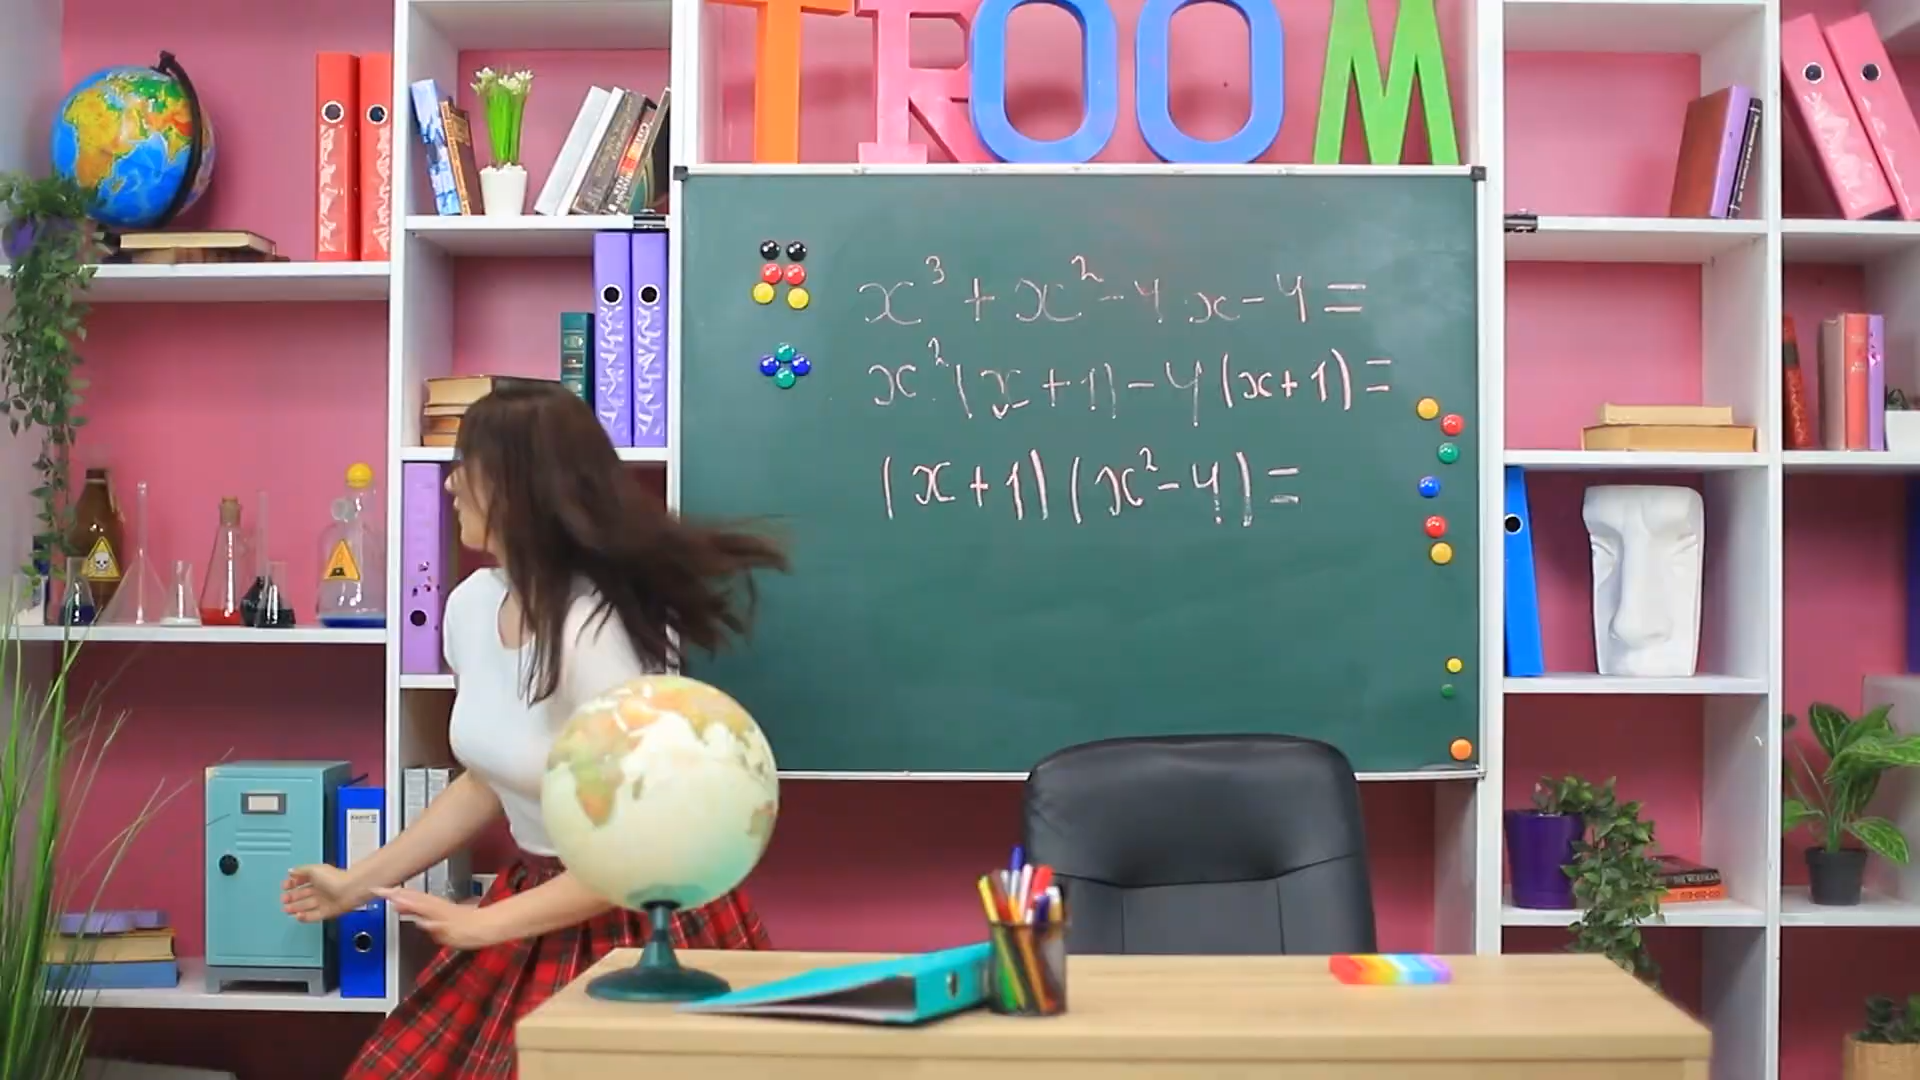 TROOM
x³ + x² - 4x - 4 =
x²(x + 1) - 4(x + 1) =
(x + 1)(x² - 4) =